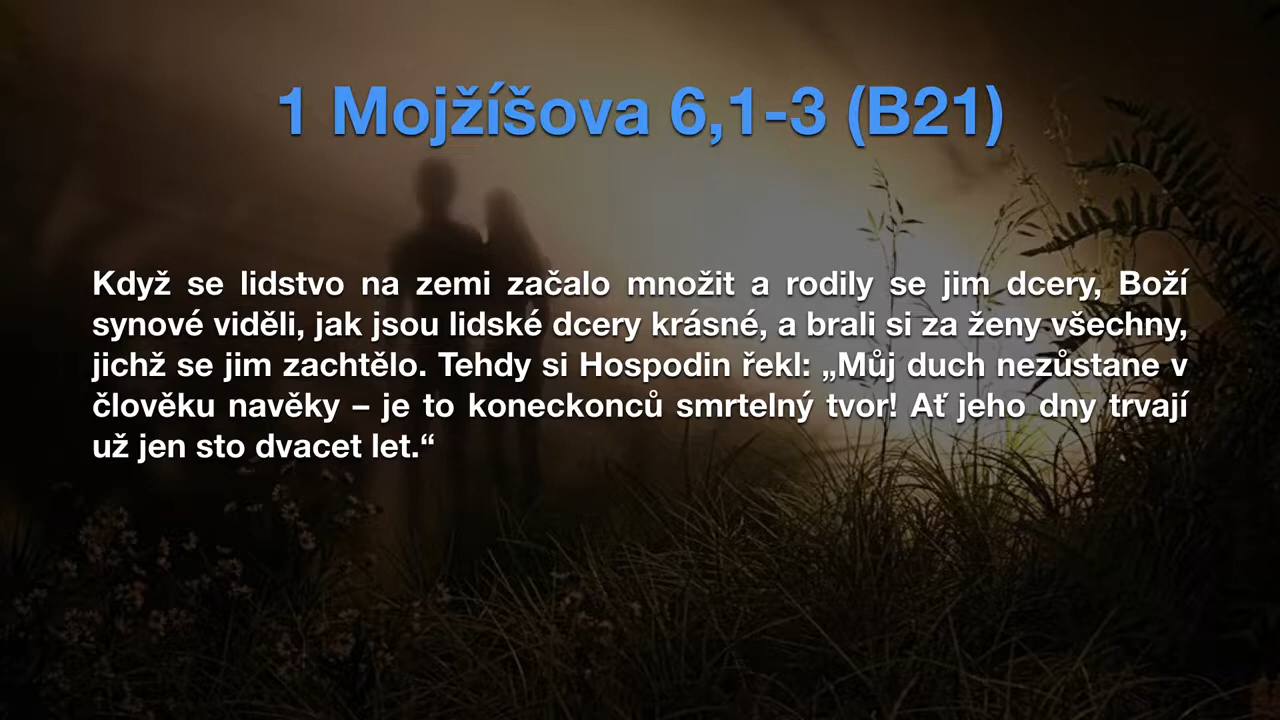 1 Mojžíšova 6,1-3 (B21)
Když se lidstvo na zemi začalo množit a rodily se jim dcery, Boží
synové viděli, jak jsou lidské dcery krásné, a brali si za ženy všechny,
jichž se jim zachtělo. Tehdy si Hospodin řekl: „Můj duch nezůstane v
člověku navěky – je to koneckonců smrtelný tvor! Ať jeho dny trvají
už jen sto dvacet let.“